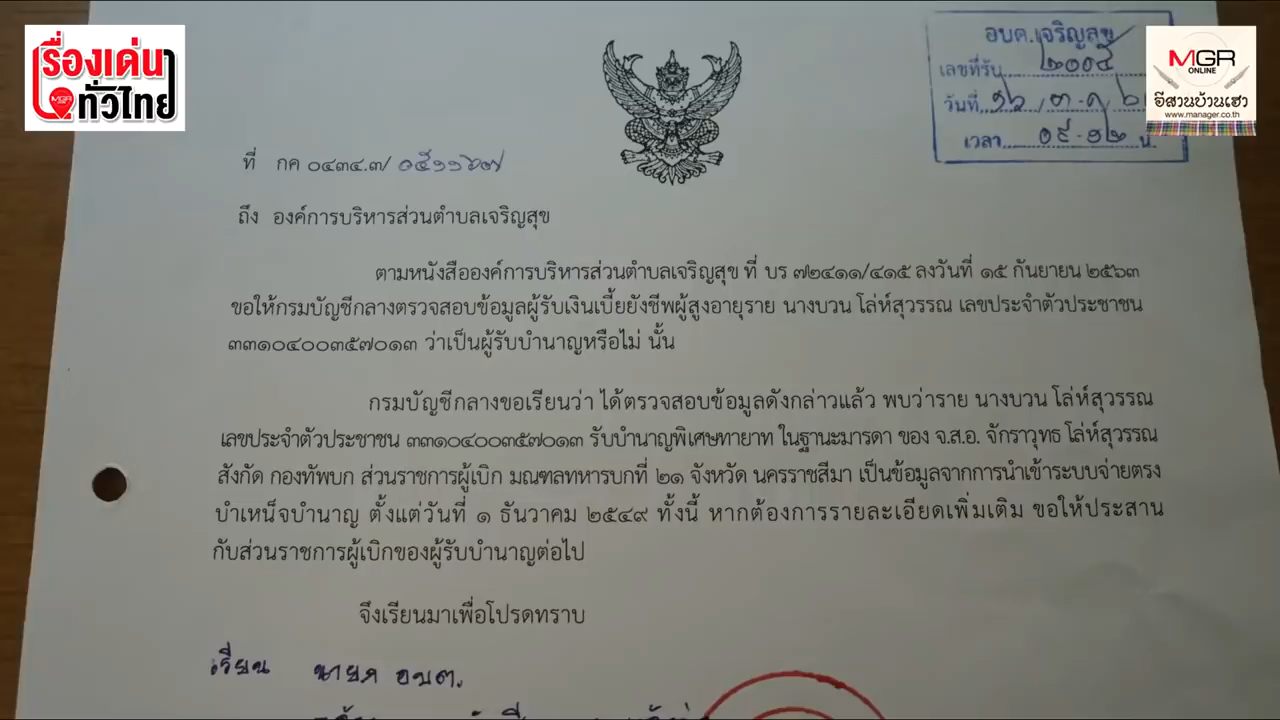 เรื่องเด่น
MGR
ทั่วไทย
อบต.เจริญสุข
เลขที่รับ ๒๐๐๕
วันที่ ๑๖ / ต.ค /
เวลา ๐๙.๑๒ น.
MGR
ONLINE
อีสานบ้านเฮา
www.manager.co.th
ที่ กค ๐๔๓๔.๓/
ถึง องค์การบริหารส่วนตำบลเจริญสุข
ตามหนังสือองค์การบริหารส่วนตำบลเจริญสุข ที่ บร ๗๒๔๑๑/๔๑๕ ลงวันที่ ๑๕ กันยายน ๒๕๖๓
ขอให้กรมบัญชีกลางตรวจสอบข้อมูลผู้รับเงินเบี้ยยังชีพผู้สูงอายุราย นางบวน โล่ห์สุวรรณ เลขประจำตัวประชาชน
๓๓๑๐๔๐๐๓๕๗๐๑๓ ว่าเป็นผู้รับบำนาญหรือไม่ นั้น
กรมบัญชีกลางขอเรียนว่า ได้ตรวจสอบข้อมูลดังกล่าวแล้ว พบว่าราย นางบวน โล่ห์สุวรรณ
เลขประจำตัวประชาชน ๓๓๑๐๔๐๐๓๕๗๐๑๓ รับบำนาญพิเศษทายาท ในฐานะมารดา ของ จ.ส.อ. จักราวุทธ โล่ห์สุวรรณ
สังกัด กองทัพบก ส่วนราชการผู้เบิก มณฑลทหารบกที่ ๒๑ จังหวัด นครราชสีมา เป็นข้อมูลจากการนำเข้าระบบจ่ายตรง
บำเหน็จบำนาญ ตั้งแต่วันที่ ๑ ธันวาคม ๒๕๔๙ ทั้งนี้ หากต้องการรายละเอียดเพิ่มเติม ขอให้ประสาน
กับส่วนราชการผู้เบิกของผู้รับบำนาญต่อไป
จึงเรียนมาเพื่อโปรดทราบ
เรียน นายก อบต.